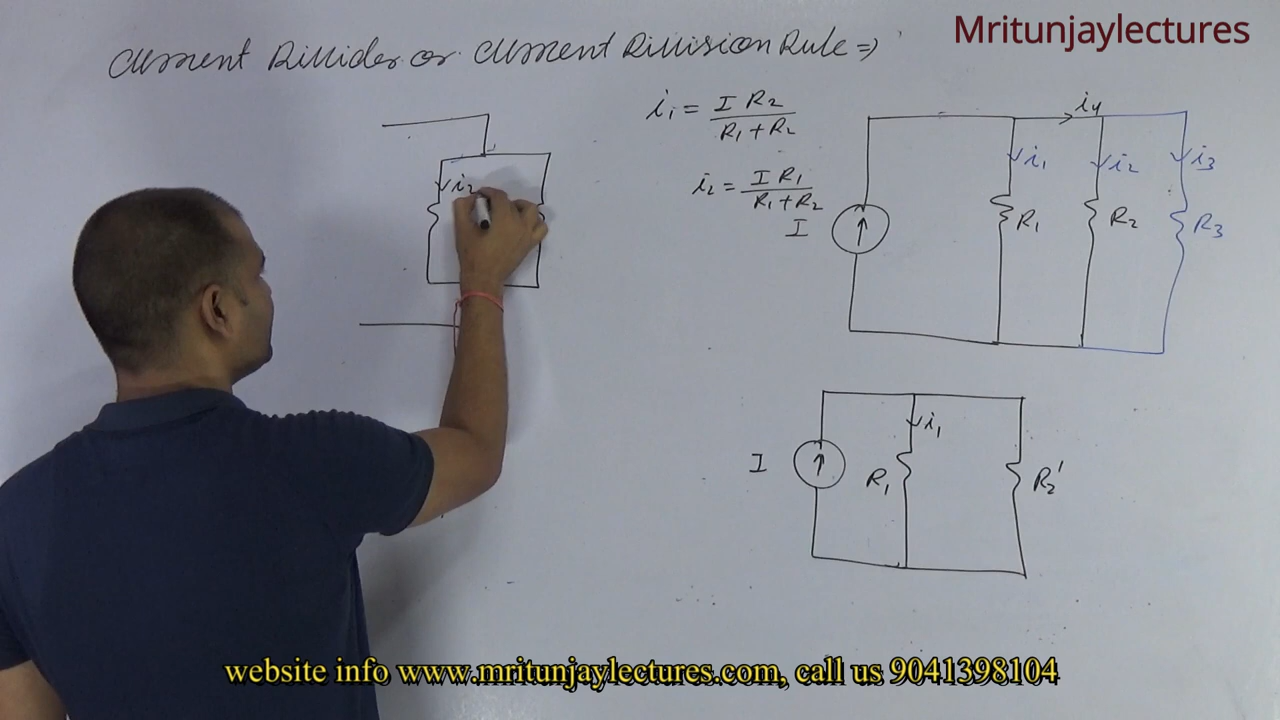 Mritunjaylectures
Current Divider or Current Division Rule ⇒
i₁ = I R₂ / R₁ + R₂
i₂ = I R₁ / R₁ + R₂
I
i₄
i₁
i₂
i₃
R₁
R₂
R₃
i₂
I
i₁
R₁
R₂'
website info www.mritunjaylectures.com, call us 9041398104